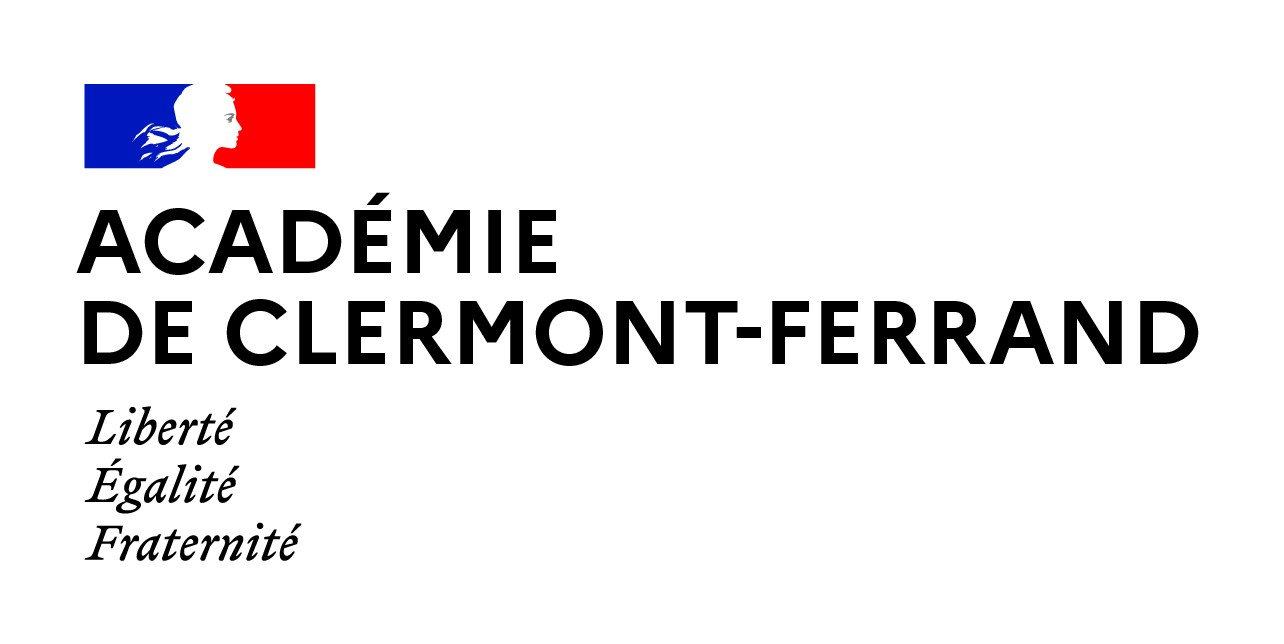 ACADÉMIE
DE CLERMONT-FERRAND
Liberté
Égalité
Fraternité